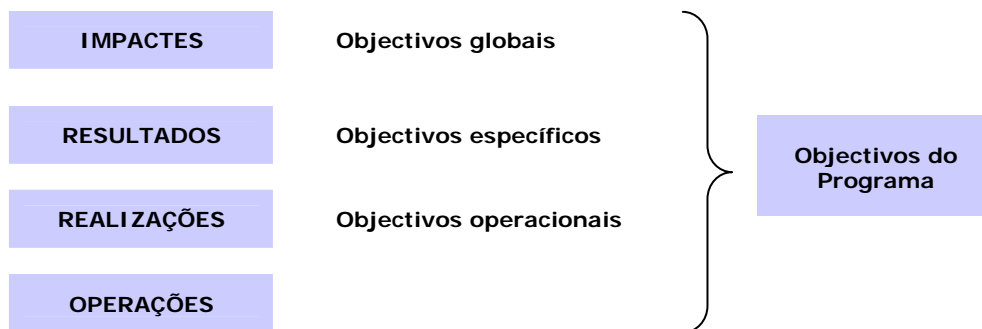 IMPACTES Objectivos globais
RESULTADOS Objectivos específicos
Objectivos do
Programa
REALIZAÇÕES Objectivos operacionais
OPERAÇÕES